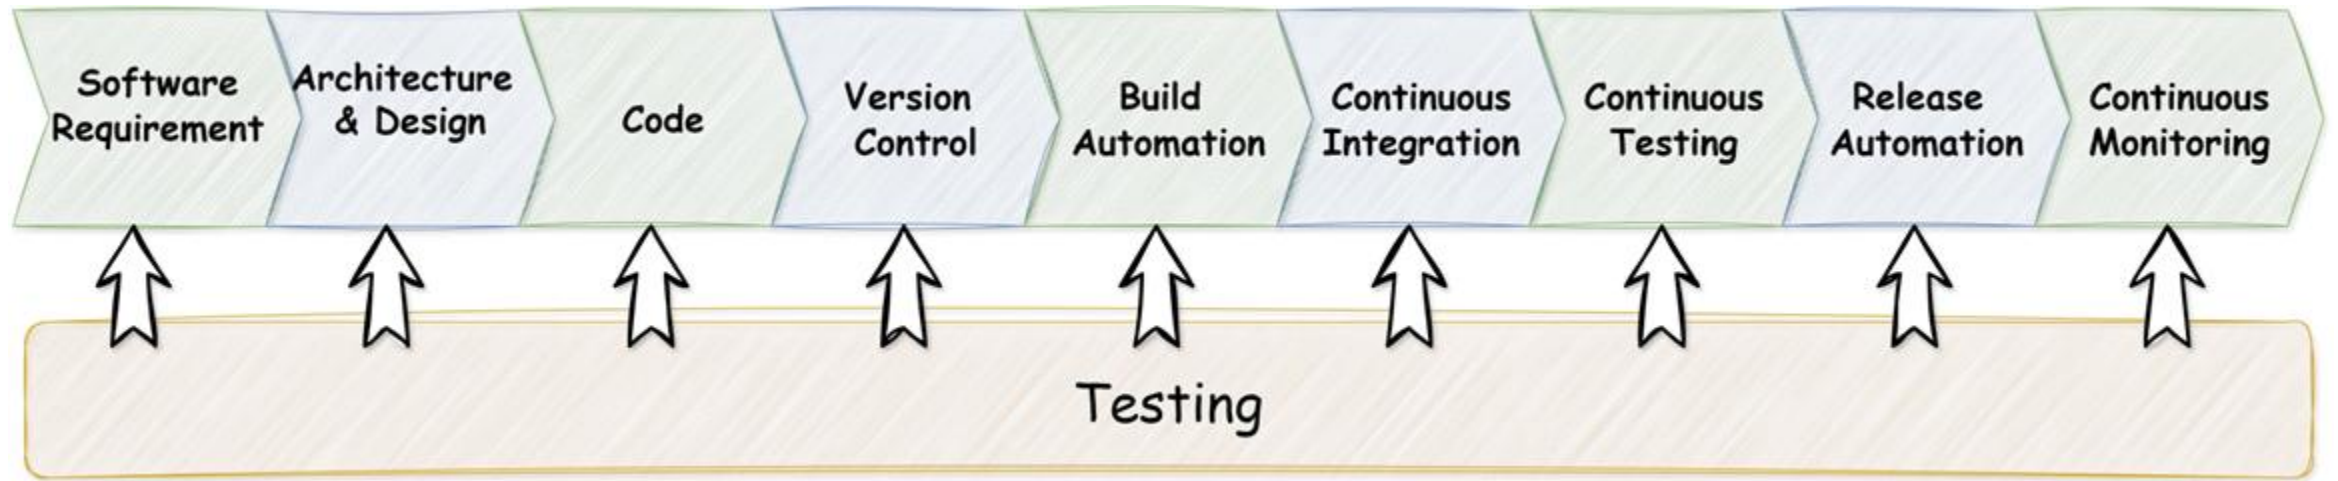 Software
Requirement
Architecture
& Design
Code
Version
Control
Build
Automation
Continuous
Integration
Continuous
Testing
Release
Automation
Continuous
Monitoring
Testing